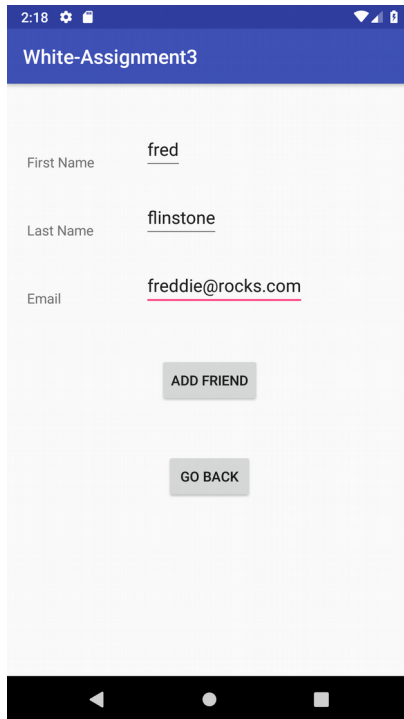 2:18
White-Assignment3
First Name fred
Last Name flinstone
Email freddie@rocks.com
ADD FRIEND
GO BACK